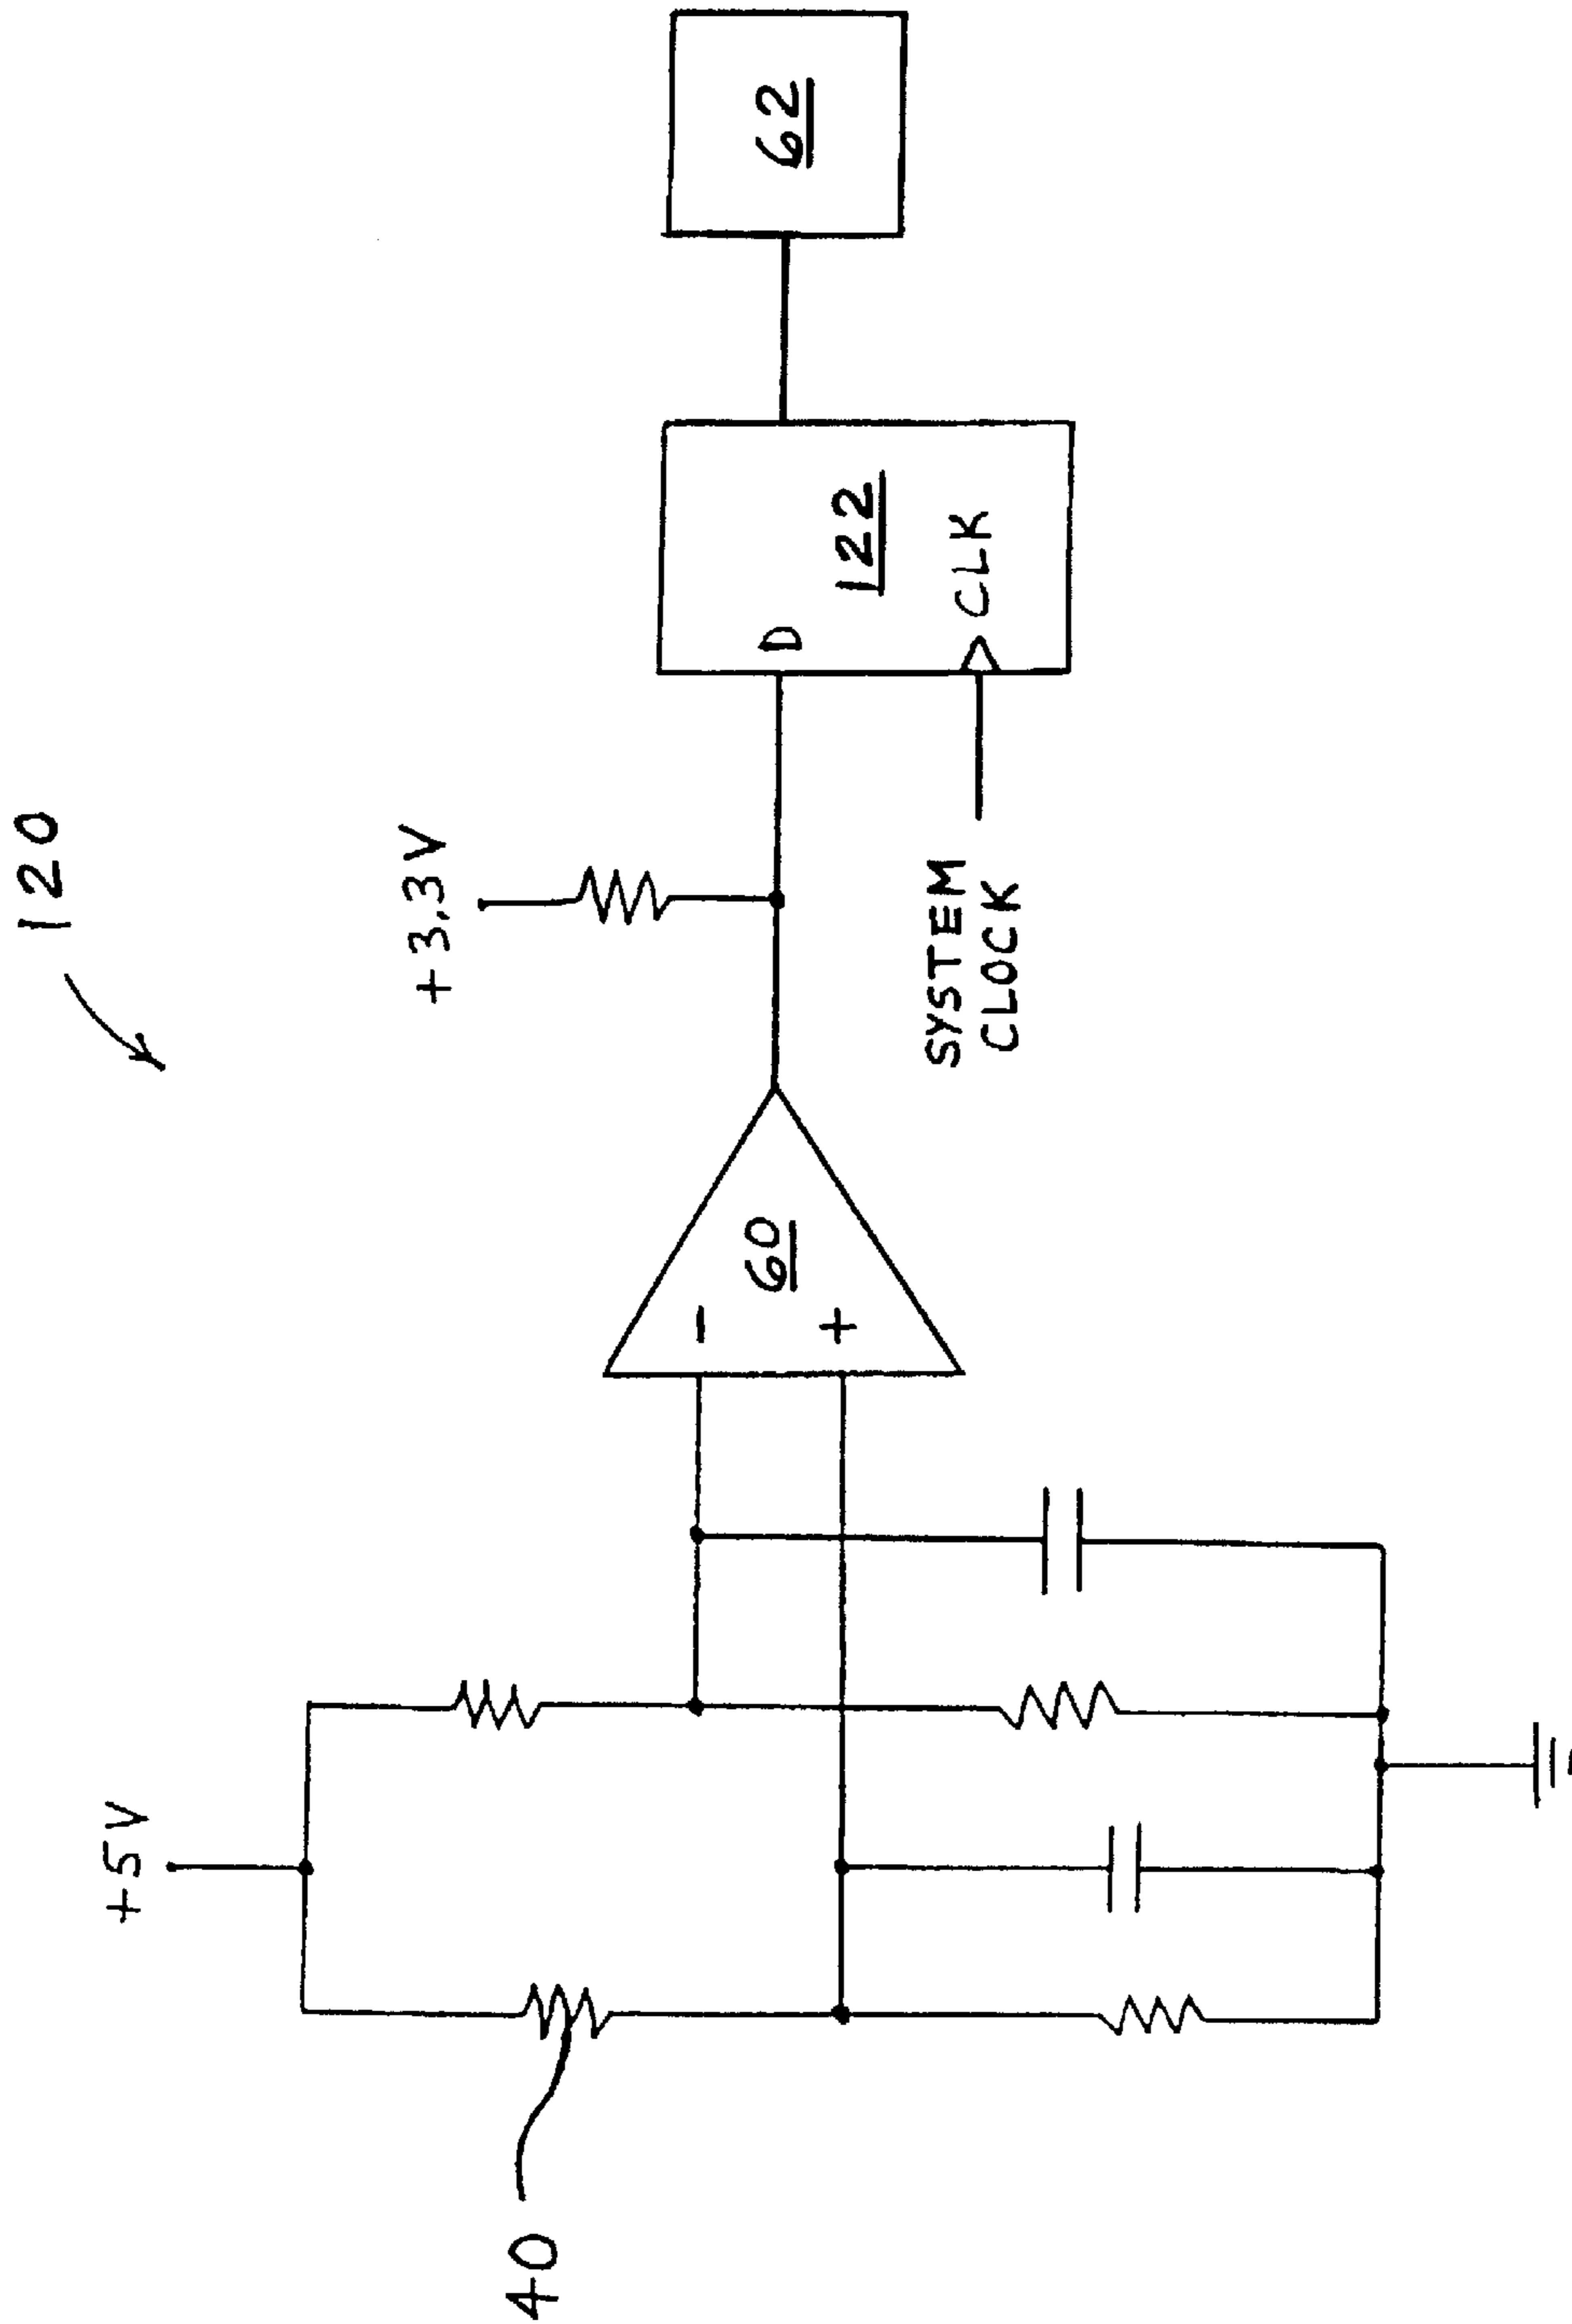 120
+5V
+3.3V
40
-
+
60
D
122
CLK
62
SYSTEM
CLOCK